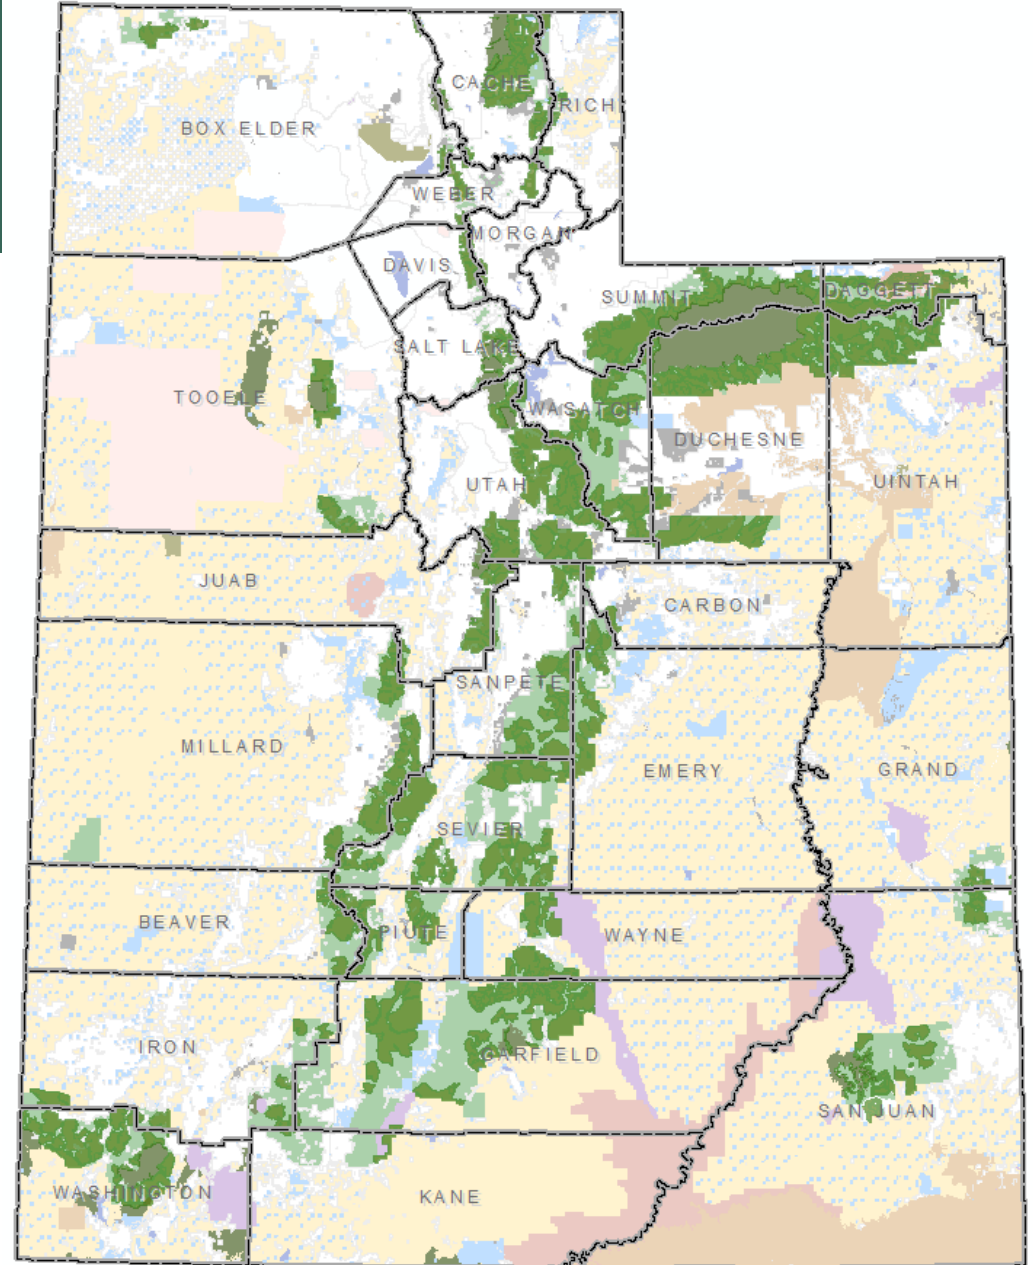 CACHE
RICH
BOX ELDER
WEBER
MORGAN
DAVIS
SUMMIT
DAGGETT
SALT LAKE
TOOELE
WASATCH
DUCHESNE
UINTAH
UTAH
JUAB
CARBON
SANPETE
MILLARD
EMERY
GRAND
SEVIER
BEAVER
PIUTE
WAYNE
IRON
GARFIELD
SAN JUAN
WASHINGTON
KANE